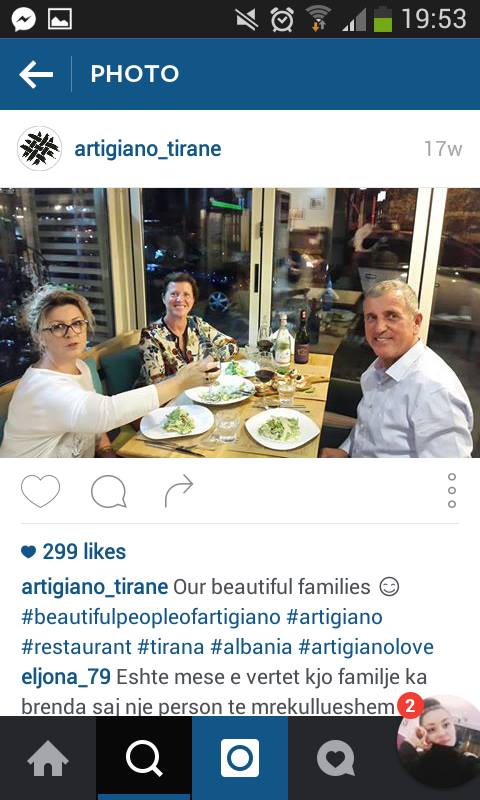 19:53
PHOTO
artigiano_tirane
17w
299 likes
artigiano_tirane Our beautiful families
#beautifulpeopleofartigiano #artigiano
#restaurant #tirana #albania #artigianolove
eljona_79 Eshte mese e vertet kjo familje ka
brenda saj nje person te mrekullueshem
2